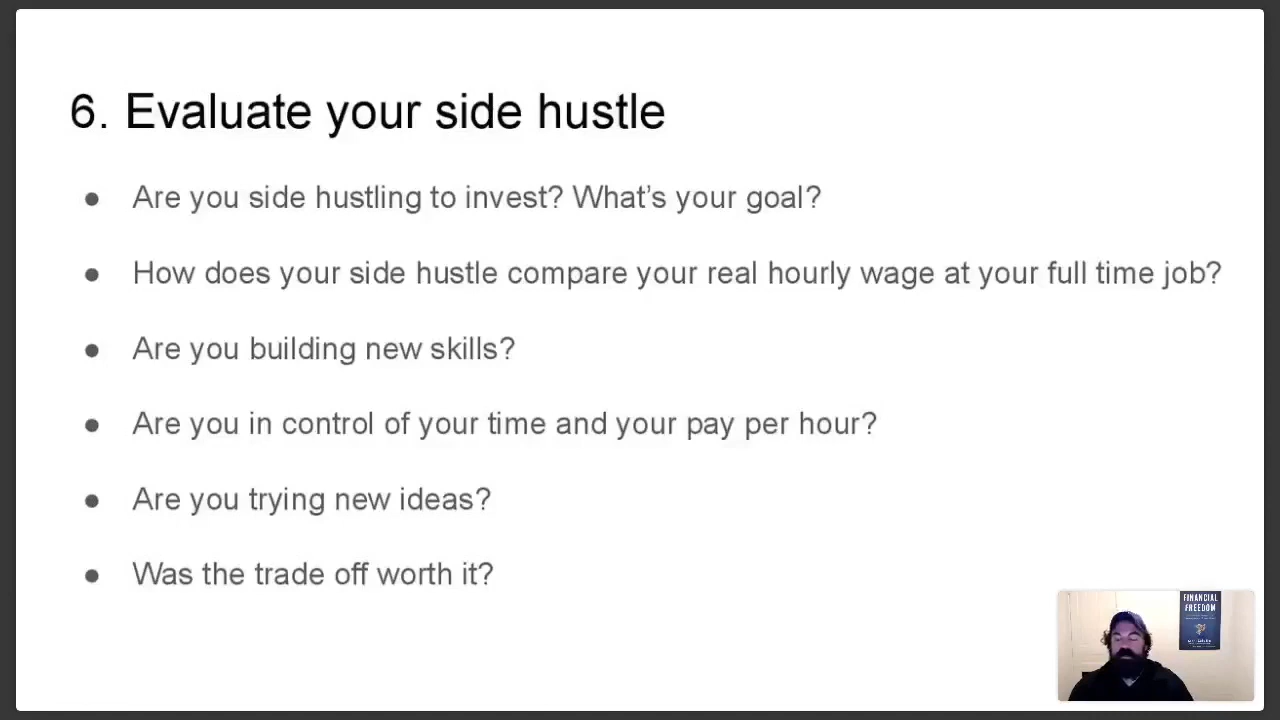 6. Evaluate your side hustle
● Are you side hustling to invest? What's your goal?
● How does your side hustle compare your real hourly wage at your full time job?
● Are you building new skills?
● Are you in control of your time and your pay per hour?
● Are you trying new ideas?
● Was the trade off worth it?
FINANCIAL
FREEDOM